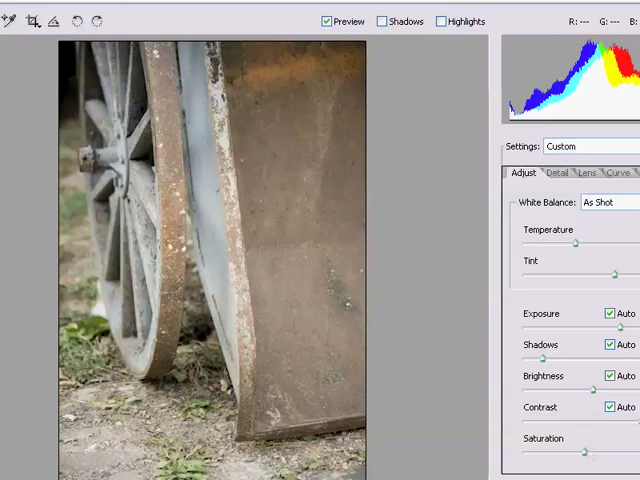 Preview Shadows Highlights R: --- G: --- B:
Settings: Custom
Adjust Detail Lens Curve
White Balance: As Shot
Temperature
Tint
Exposure Auto
Shadows Auto
Brightness Auto
Contrast Auto
Saturation